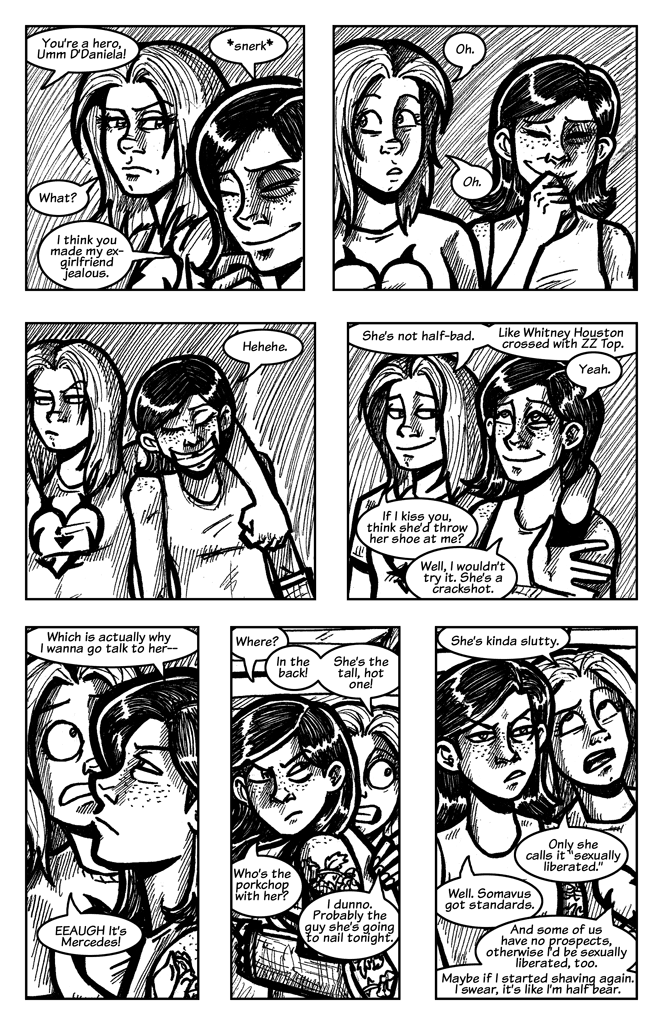 You're a hero,
Umm D'Daniela!
*snerk*
What?
I think you
made my ex-
girlfriend
jealous.
Oh.
Oh.
Hehehe.
She's not half-bad.
Like Whitney Houston
crossed with ZZ Top.
Yeah.
If I kiss you,
think she'd throw
her shoe at me?
Well, I wouldn't
try it. She's a
crackshot.
Which is actually why
I wanna go talk to her--
EEAUGH It's
Mercedes!
Where?
In the
back!
She's the
tall, hot
one!
Who's the
porkchop
with her?
I dunno.
Probably the
guy she's going
to nail tonight.
She's kinda slutty.
Only she
calls it "sexually
liberated."
Well. Somavus
got standards.
And some of us
have no prospects,
otherwise I'd be sexually
liberated, too.
Maybe if I started shaving again.
I swear, it's like I'm half bear.